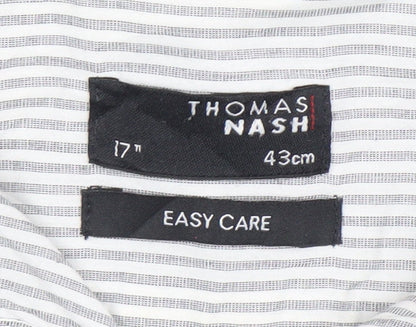 THOMAS
NASH
17" 43cm
EASY CARE